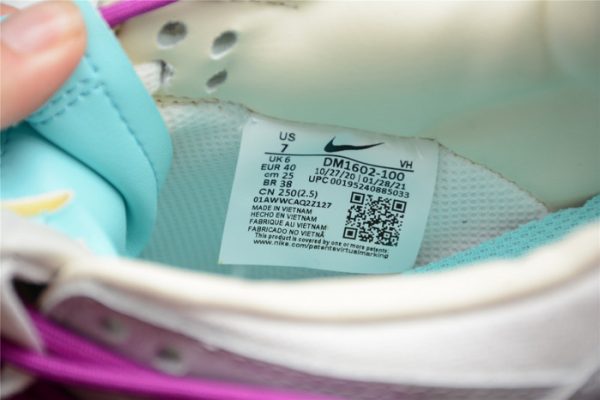 US
7
UK 6
EUR 40
cm 25
BR 38
CN 250(2.5)
DM1602-100
VH
10/27/20 | 01/28/21
UPC 00195240885033
01AWWCAQ2Z127
MADE IN VIETNAM
HECHO EN VIETNAM
FABRIQUE AU VIETNAM
FABRICADO NO VIETNÃ
This product is covered by one or more patents:
www.nike.com/patentsvirtualmarking